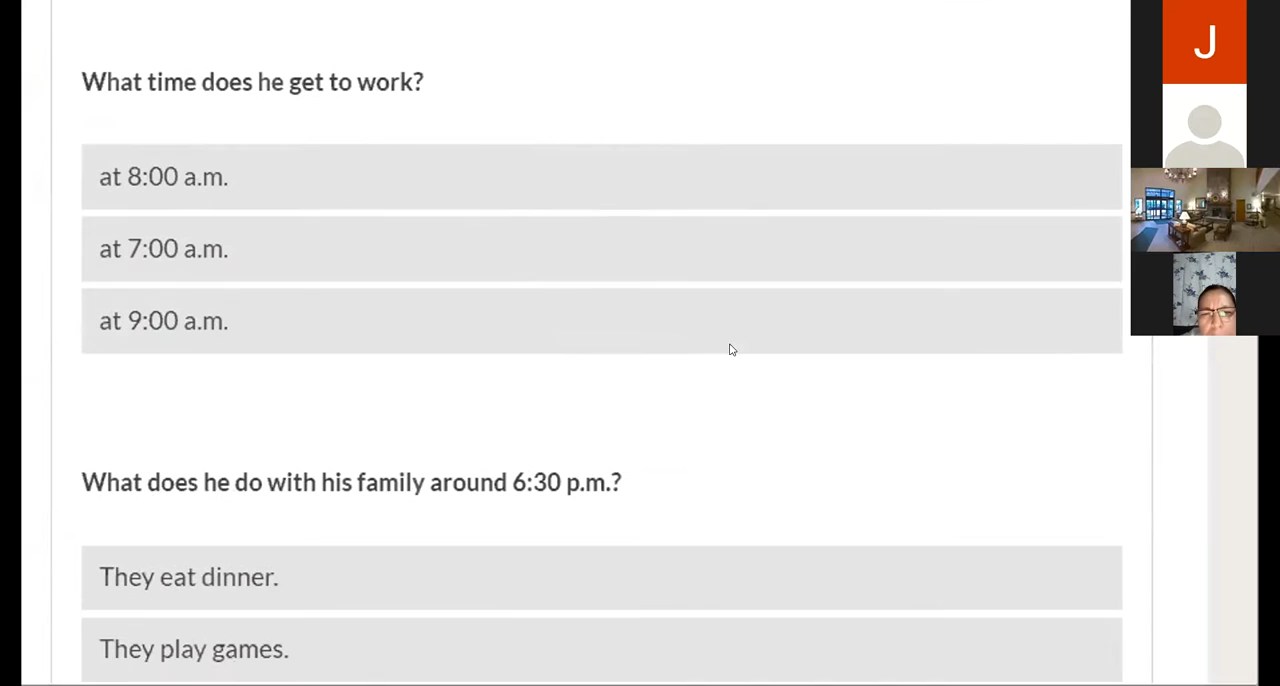 What time does he get to work?
at 8:00 a.m.
at 7:00 a.m.
at 9:00 a.m.
What does he do with his family around 6:30 p.m.?
They eat dinner.
They play games.
J